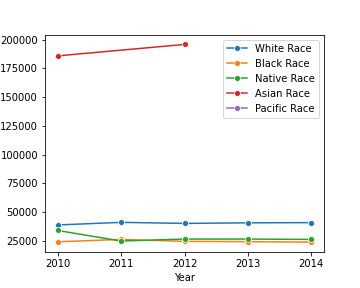 200000
175000
150000
125000
100000
75000
50000
25000
White Race
Black Race
Native Race
Asian Race
Pacific Race
2010 2011 2012 2013 2014
Year